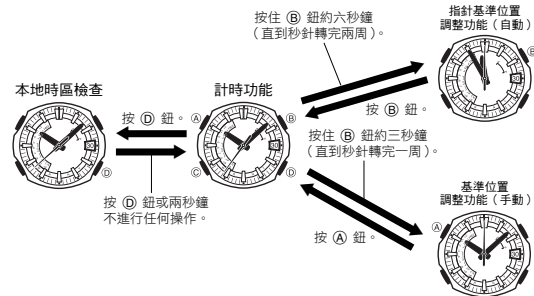 按住 Ⓑ 鈕約六秒鐘
（直到秒針轉完兩周）。
指針基準位置
調整功能（自動）
Ⓑ
本地時區檢查
計時功能
按 Ⓓ 鈕。
Ⓐ
Ⓑ
按 Ⓑ 鈕。
按住 Ⓑ 鈕約三秒鐘
（直到秒針轉完一周）。
Ⓓ
Ⓒ
Ⓓ
按 Ⓓ 鈕或兩秒鐘
不進行任何操作。
基準位置
調整功能（手動）
按 Ⓐ 鈕。
Ⓐ